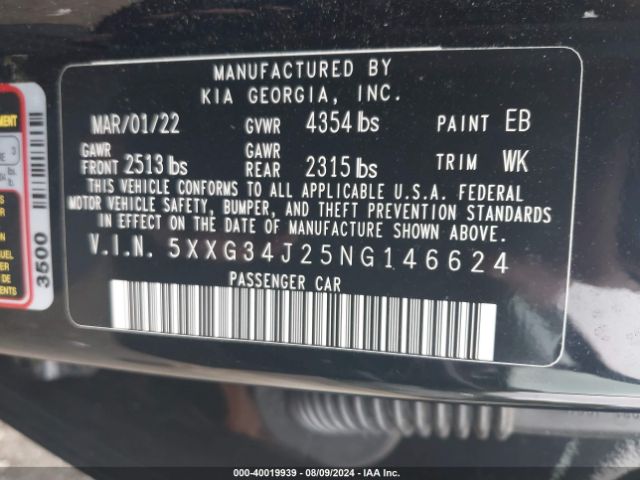 MANUFACTURED BY
KIA GEORGIA, INC.
MAR/01/22 GVWR 4354 lbs PAINT EB
GAWR FRONT 2513 lbs GAWR REAR 2315 lbs TRIM WK
THIS VEHICLE CONFORMS TO ALL APPLICABLE U.S.A. FEDERAL
MOTOR VEHICLE SAFETY, BUMPER, AND THEFT PREVENTION STANDARDS
IN EFFECT ON THE DATE OF MANUFACTURE SHOWN ABOVE.
V.I.N. 5XXG34J25NG146624
PASSENGER CAR
3500
000-40019939 - 08/09/2024 - IAA Inc.